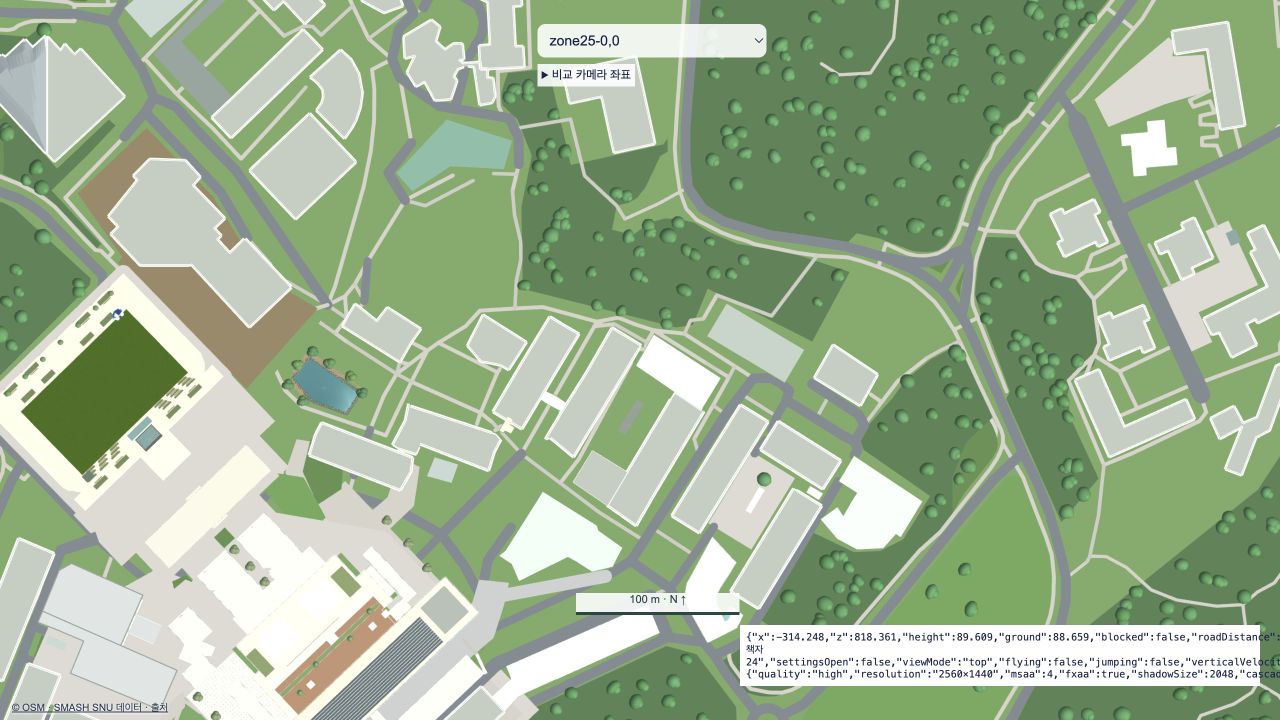 zone25-0,0
▶ 비교 카메라 좌표
100 m · N ↑
{"x":−314.248,"z":818.361,"height":89.609,"ground":88.659,"blocked":false,"roadDistance":
책자
24","settingsOpen":false,"viewMode":"top","flying":false,"jumping":false,"verticalVelocit
{"quality":"high","resolution":"2560×1440","msaa":4,"fxaa":true,"shadowSize":2048,"cascad
© OSM · SMASH SNU 데이터 · 출처